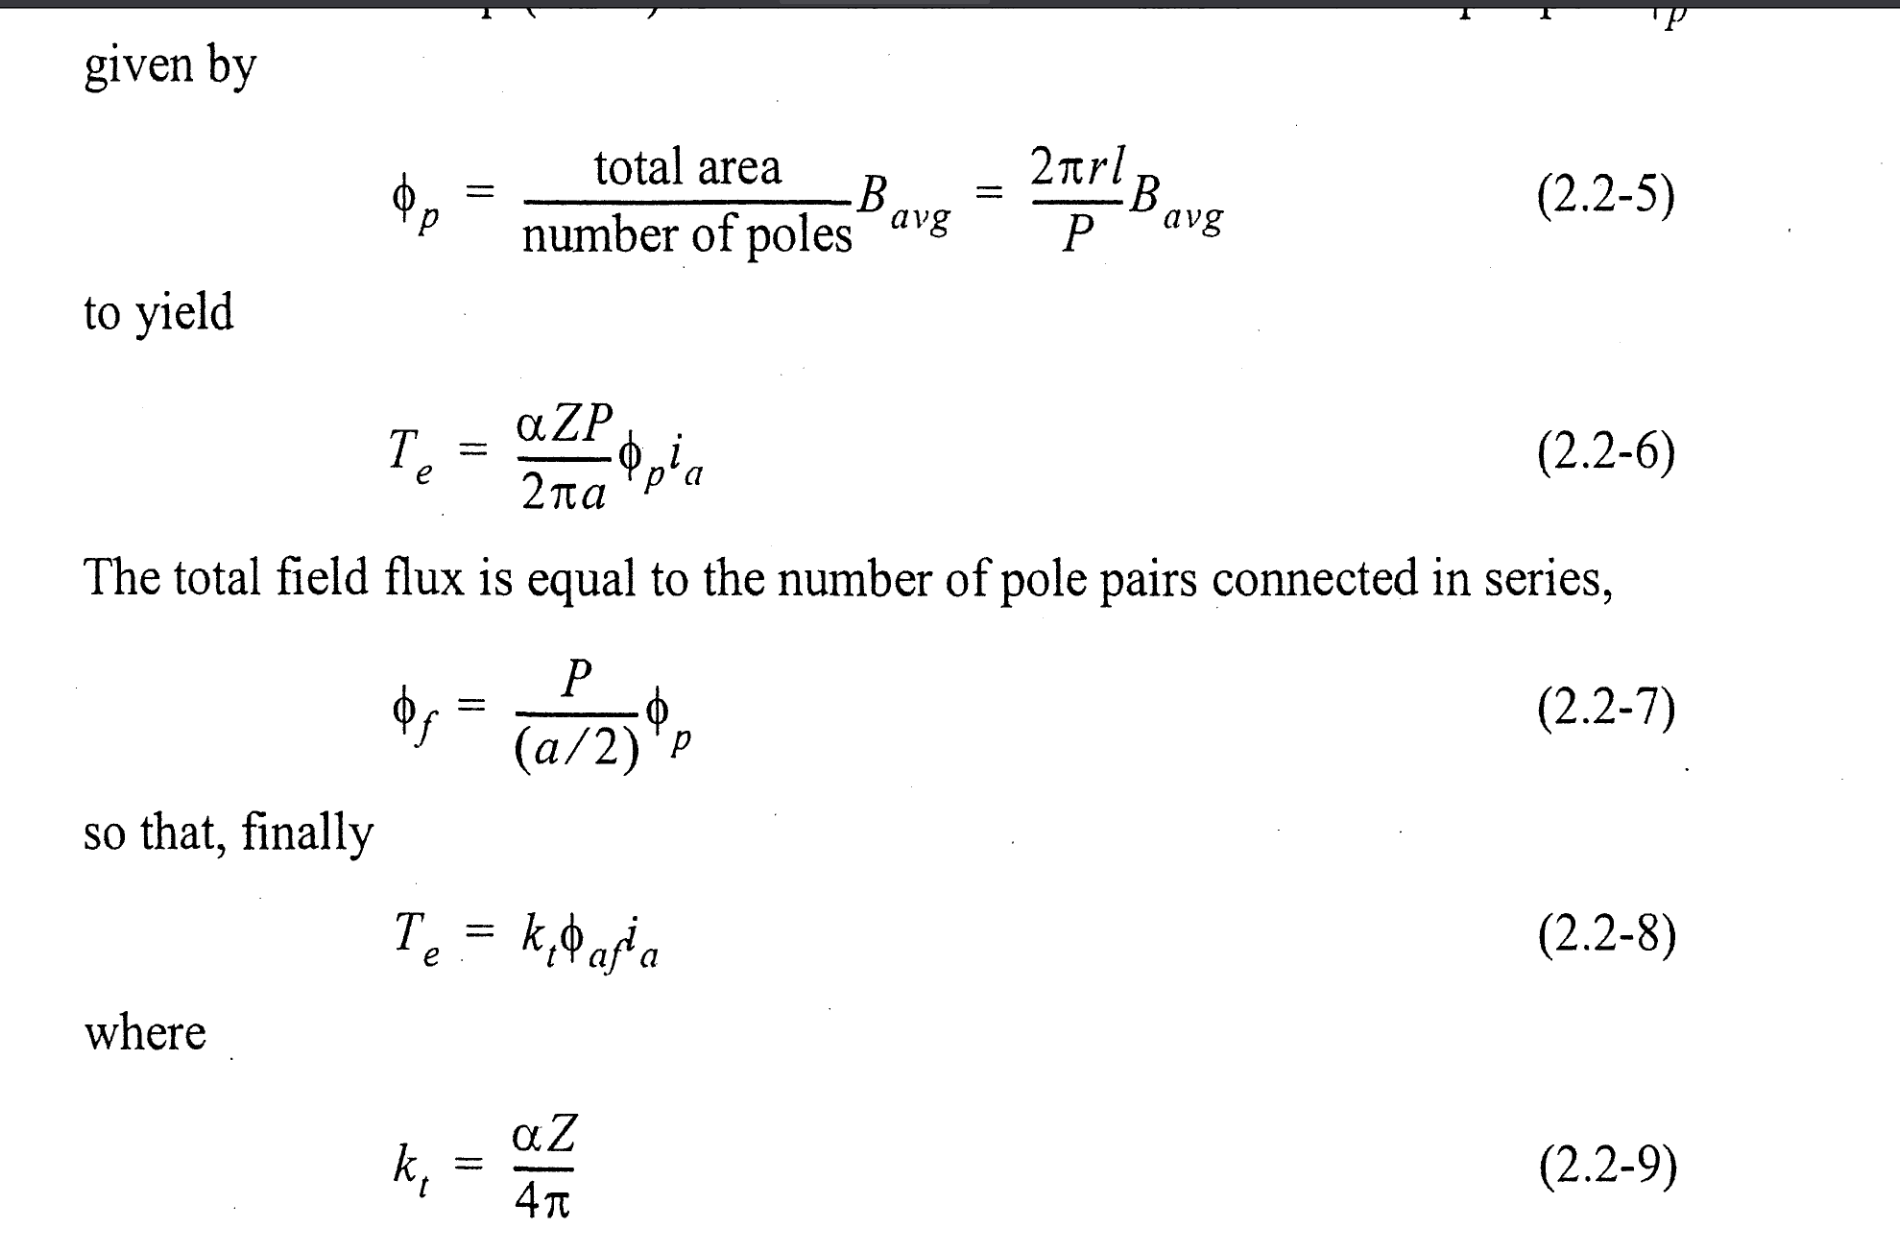 given by
ϕ_p = total area / number of poles B_avg = 2πrl / P B_avg (2.2-5)
to yield
T_e = αZP / 2πa ϕ_p i_a (2.2-6)
The total field flux is equal to the number of pole pairs connected in series,
ϕ_f = P / (a/2) ϕ_p (2.2-7)
so that, finally
T_e = k_t ϕ_af i_a (2.2-8)
where
k_t = αZ / 4π (2.2-9)